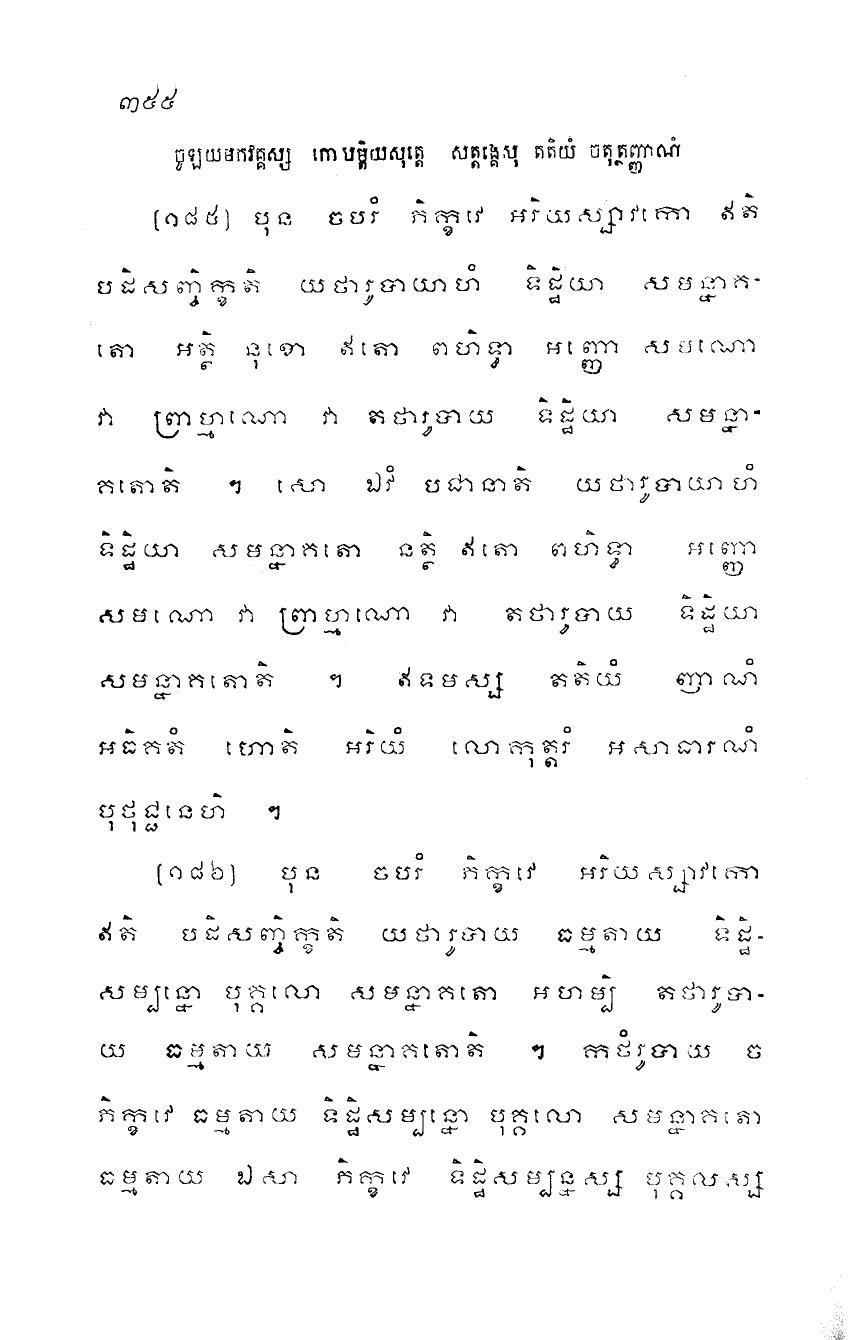 ៣៥៥
ចូឡយមកវគ្គស្ស កោសម្ពិយសុត្តេ សត្តង្គេសុ តតិយំ ចតុត្ថញ្ញាណំ
[១៨៥] បុន ចបរំ ភិក្ខវេ អរិយស្សាវកោ ឥតិ
បដិសញ្ចិក្ខតិ យថារូបាយាហំ ទិដ្ឋិយា សមន្នាគ-
តោ អត្ថិ នុខោ ឥតោ ពហិទ្ធា អញ្ញោ សមណោ
វា ព្រាហ្មណោ វា តថារូបាយ ទិដ្ឋិយា សមន្នា-
គតោតិ ។ សោ ឯវំ បជានាតិ យថារូបាយាហំ
ទិដ្ឋិយា សមន្នាគតោ នត្ថិ ឥតោ ពហិទ្ធា អញ្ញោ
សមណោ វា ព្រាហ្មណោ វា តថារូបាយ ទិដ្ឋិយា
សមន្នាគតោតិ ។ ឥទមស្ស តតិយំ ញាណំ
អធិគតំ ហោតិ អរិយំ លោកុត្តរំ អសាធារណំ
បុថុជ្ជនេហិ ។
[១៨៦] បុន ចបរំ ភិក្ខវេ អរិយស្សាវកោ
ឥតិ បដិសញ្ចិក្ខតិ យថារូបាយ ធម្មតាយ ទិដ្ឋិ-
សម្បន្នោ បុគ្គលោ សមន្នាគតោ អហម្បិ តថារូបា-
យ ធម្មតាយ សមន្នាគតោតិ ។ កថំរូបាយ ច
ភិក្ខវេ ធម្មតាយ ទិដ្ឋិសម្បន្នោ បុគ្គលោ សមន្នាគតោ
ធម្មតាយ ឯសា ភិក្ខវេ ទិដ្ឋិសម្បន្នស្ស បុគ្គលស្ស